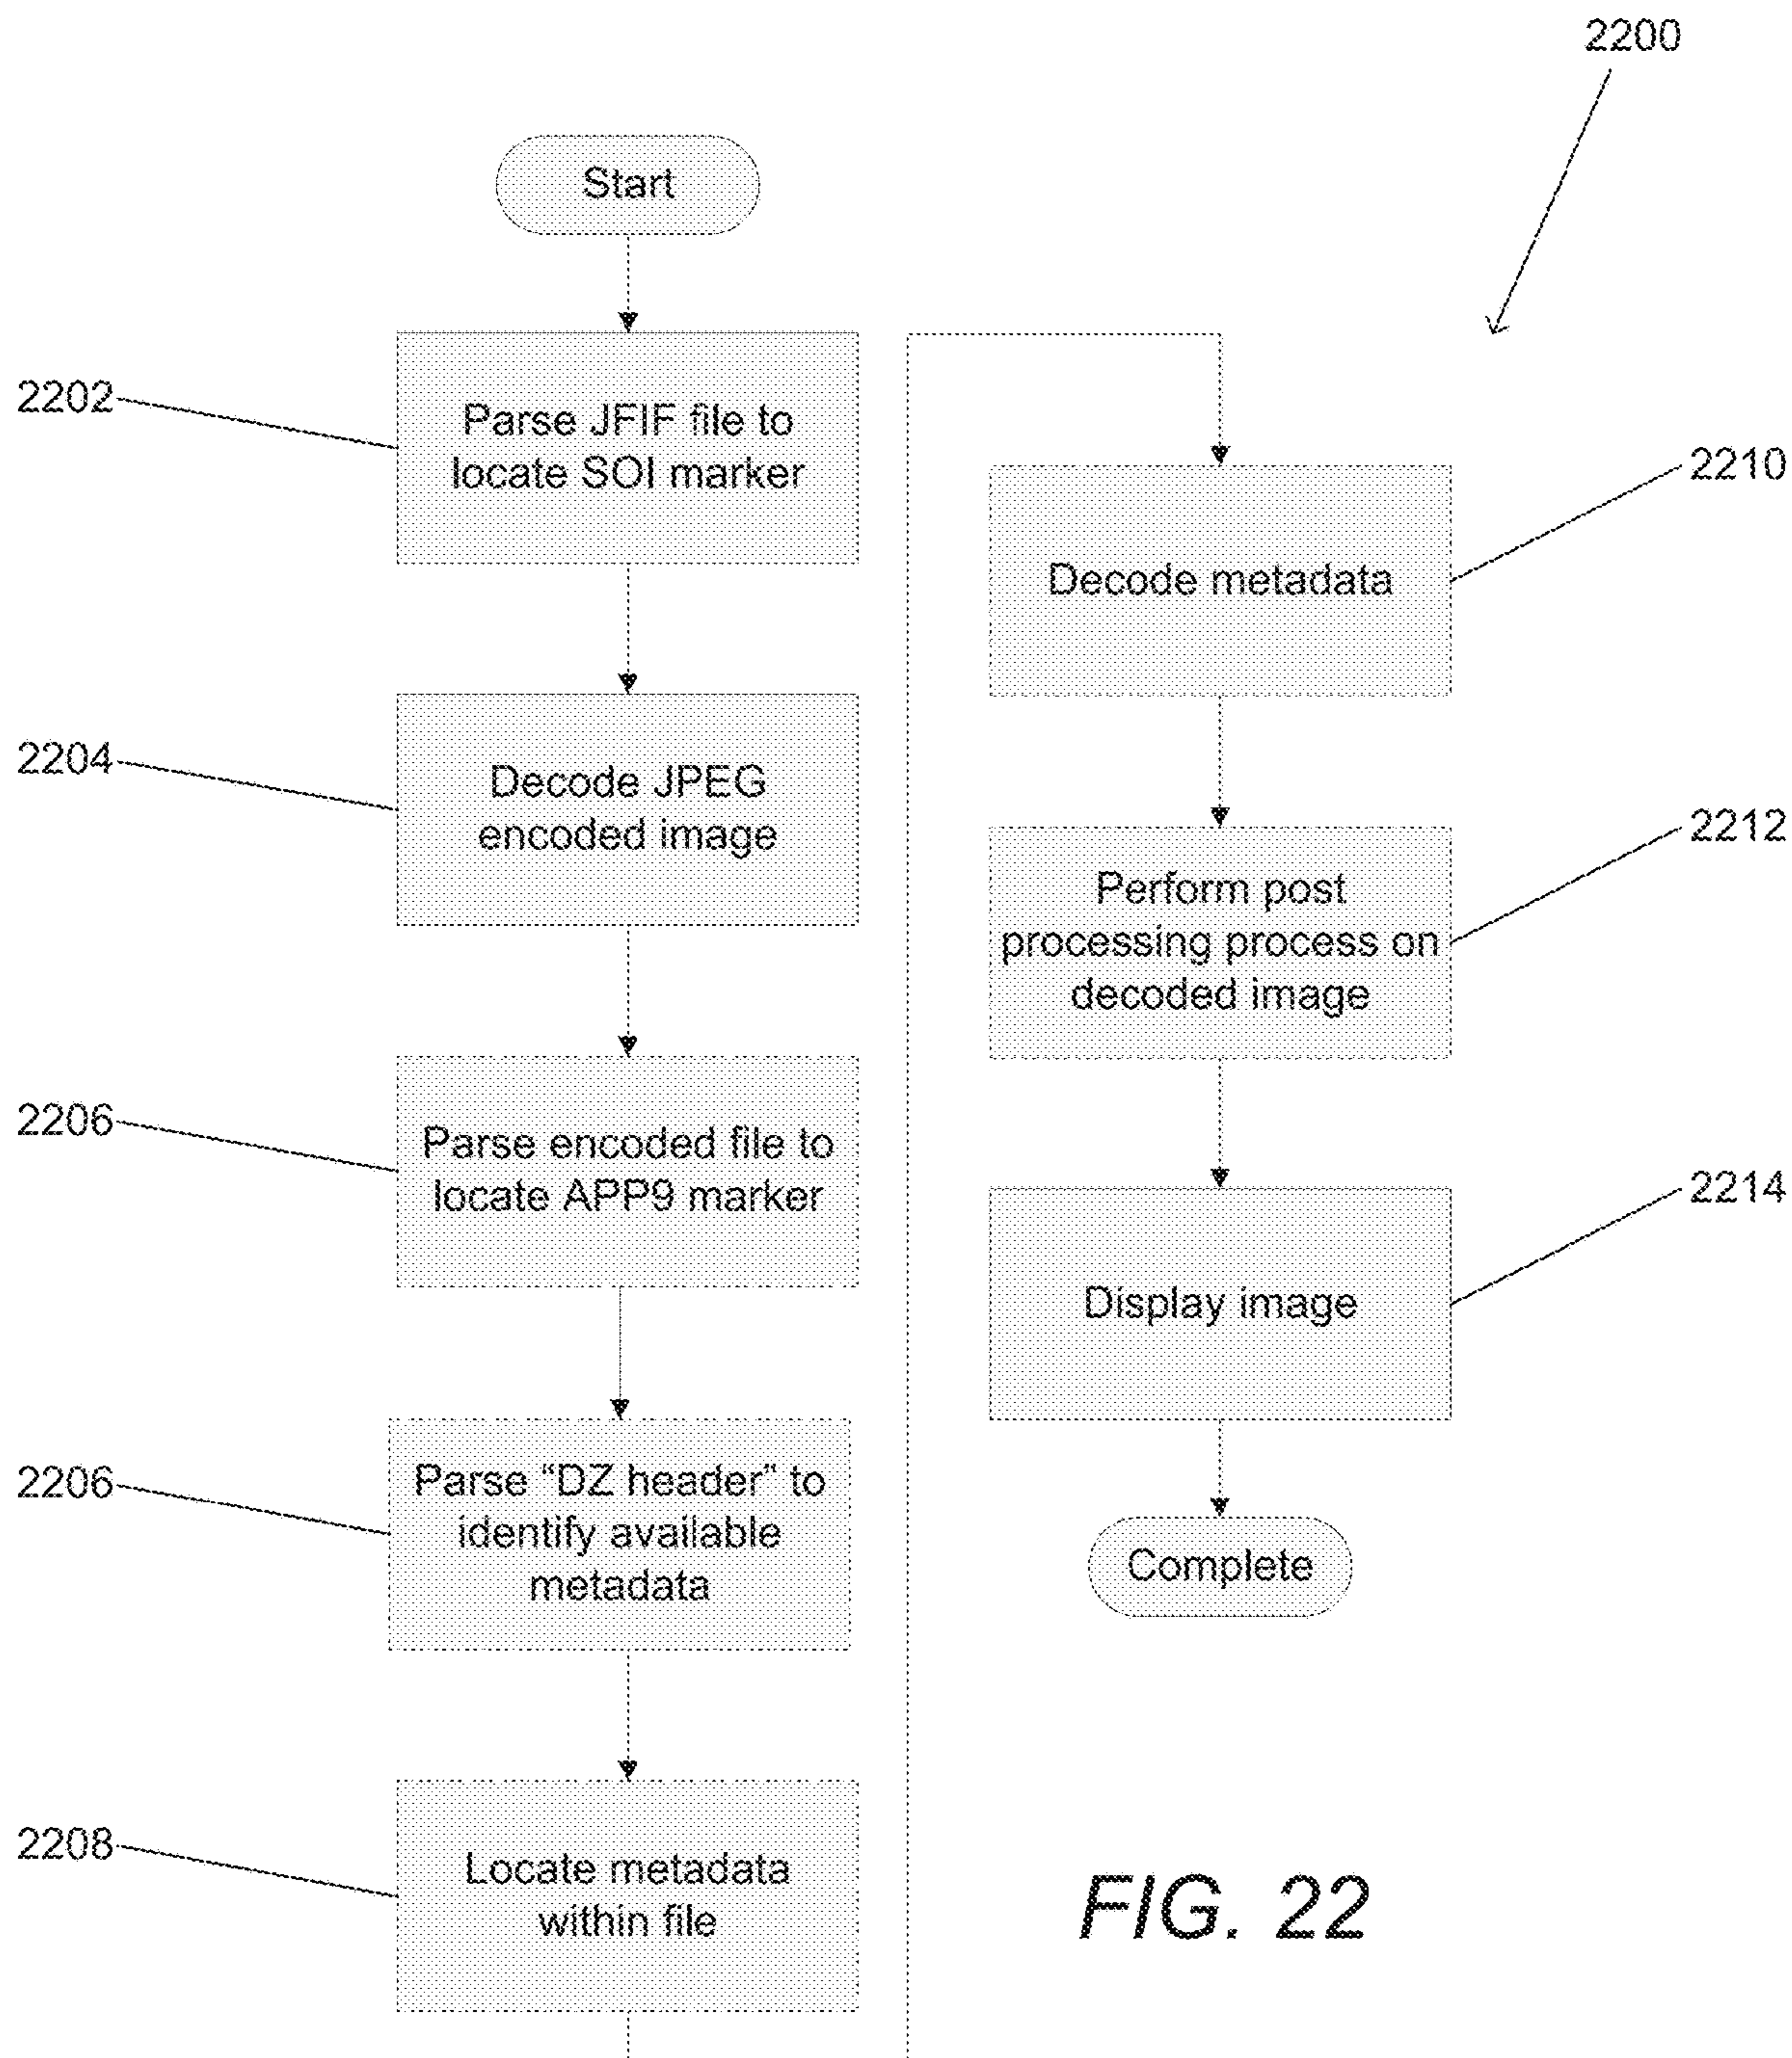 2200
Start
2202
Parse JFIF file to
locate SOI marker
2204
Decode JPEG
encoded image
2206
Parse encoded file to
locate APP9 marker
2206
Parse “DZ header” to
identify available
metadata
2208
Locate metadata
within file
2210
Decode metadata
2212
Perform post
processing process on
decoded image
2214
Display image
Complete
FIG. 22